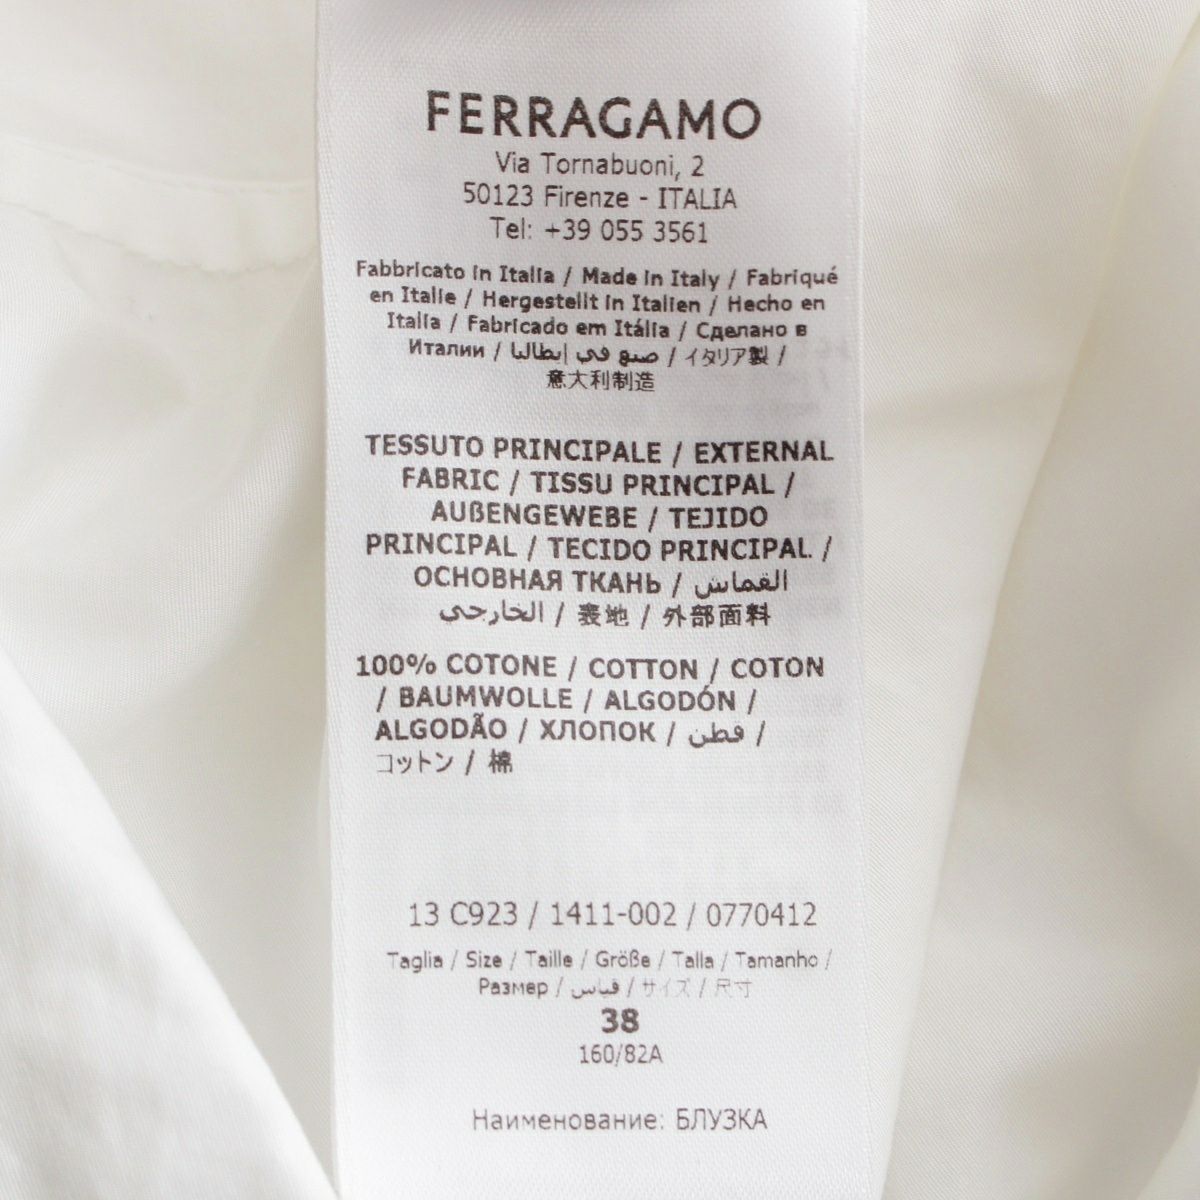 FERRAGAMO
Via Tornabuoni, 2
50123 Firenze - ITALIA
Tel: +39 055 3561
Fabbricato in Italia / Made in Italy / Fabriqué
en Italie / Hergestellt in Italien / Hecho en
Italia / Fabricado em Itália / Сделано в
Италии / صنع في إيطاليا / イタリア製 /
意大利制造
TESSUTO PRINCIPALE / EXTERNAL
FABRIC / TISSU PRINCIPAL /
AUßENGEWEBE / TEJIDO
PRINCIPAL / TECIDO PRINCIPAL /
ОСНОВНАЯ ТКАНЬ / القماش
الخارجي / 表地 / 外部面料
100% COTONE / COTTON / COTON
/ BAUMWOLLE / ALGODÓN /
ALGODÃO / ХЛОПОК / قطن /
コットン / 棉
13 C923 / 1411-002 / 0770412
Taglia / Size / Taille / Größe / Talla / Tamanho /
Размер / قياس / サイズ / 尺寸
38
160/82A
Наименование: БЛУЗКА